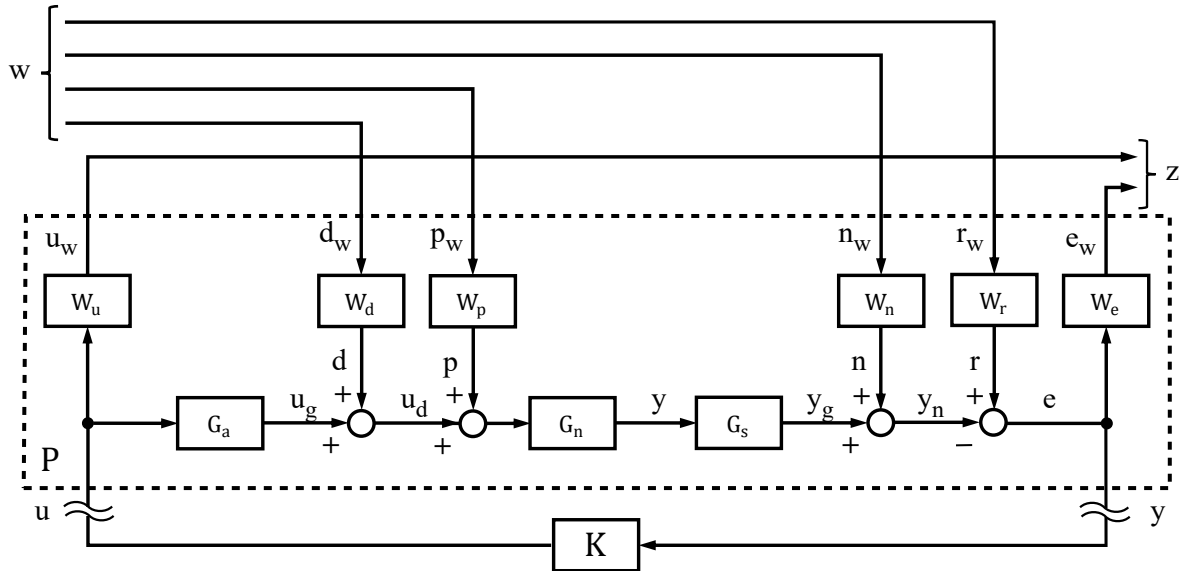 w
z
u_w d_w p_w n_w r_w e_w
W_u W_d W_p W_n W_r W_e
d p n r
+ + + +
u_g u_d y y_g y_n e
G_a G_n G_s
+ + + −
P
u y
K